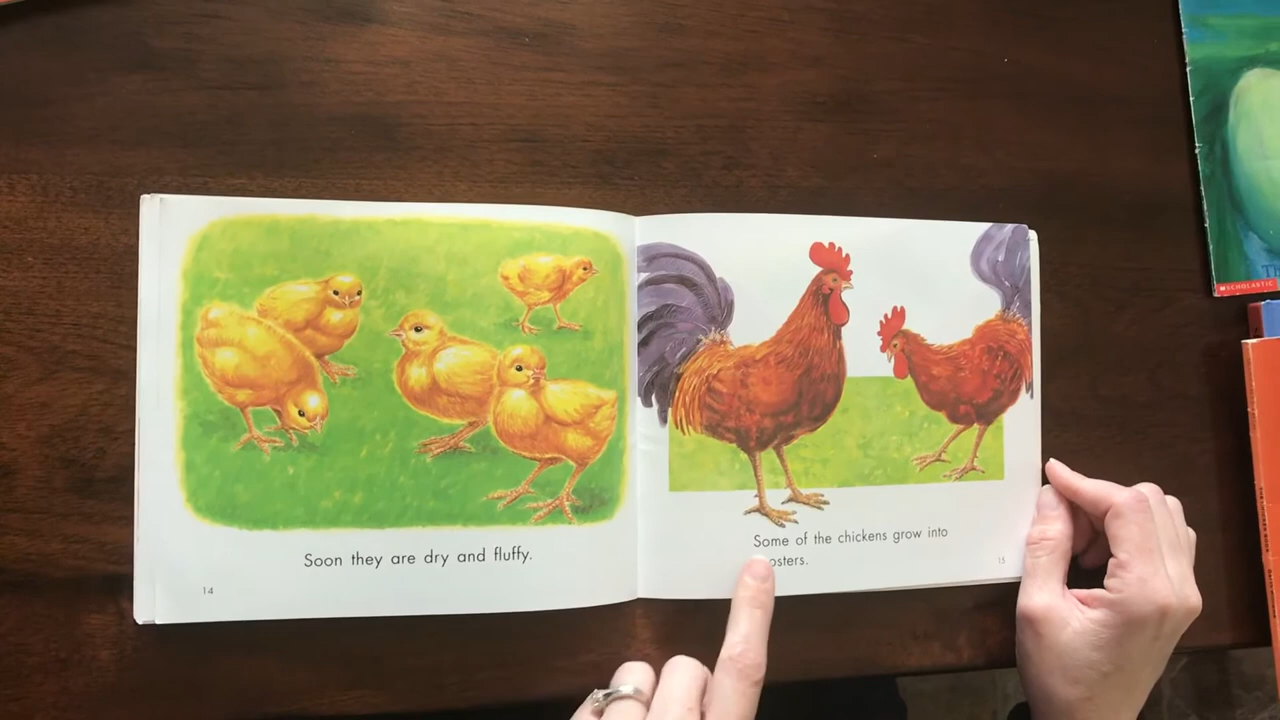 Soon they are dry and fluffy.
14
Some of the chickens grow into
osters.
15
SCHOLASTIC